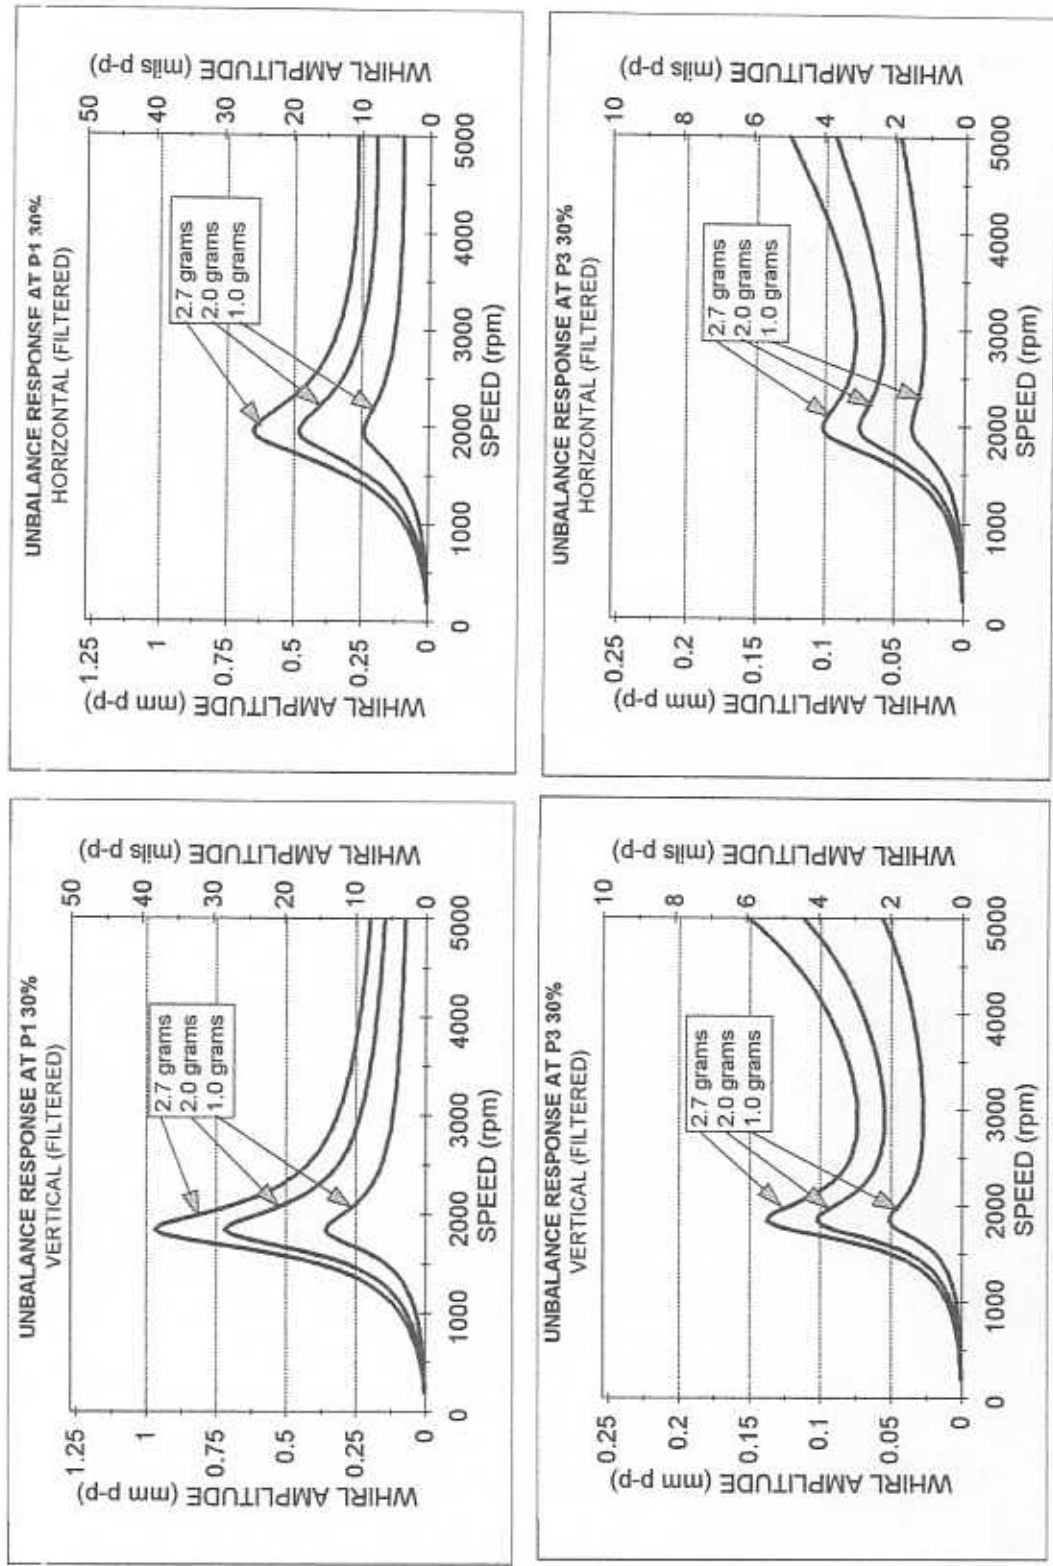 UNBALANCE RESPONSE AT P1 30%
VERTICAL (FILTERED)
WHIRL AMPLITUDE (mm p-p)
1.25
1
0.75
0.5
0.25
0
2.7 grams
2.0 grams
1.0 grams
50
40
30
20
10
0
WHIRL AMPLITUDE (mils p-p)
0
1000
2000
3000
4000
5000
SPEED (rpm)
UNBALANCE RESPONSE AT P1 30%
HORIZONTAL (FILTERED)
WHIRL AMPLITUDE (mm p-p)
1.25
1
0.75
0.5
0.25
0
2.7 grams
2.0 grams
1.0 grams
50
40
30
20
10
0
WHIRL AMPLITUDE (mils p-p)
0
1000
2000
3000
4000
5000
SPEED (rpm)
UNBALANCE RESPONSE AT P3 30%
VERTICAL (FILTERED)
WHIRL AMPLITUDE (mm p-p)
0.25
0.2
0.15
0.1
0.05
0
2.7 grams
2.0 grams
1.0 grams
10
8
6
4
2
0
WHIRL AMPLITUDE (mils p-p)
0
1000
2000
3000
4000
5000
SPEED (rpm)
UNBALANCE RESPONSE AT P3 30%
HORIZONTAL (FILTERED)
WHIRL AMPLITUDE (mm p-p)
0.25
0.2
0.15
0.1
0.05
0
2.7 grams
2.0 grams
1.0 grams
10
8
6
4
2
0
WHIRL AMPLITUDE (mils p-p)
0
1000
2000
3000
4000
5000
SPEED (rpm)